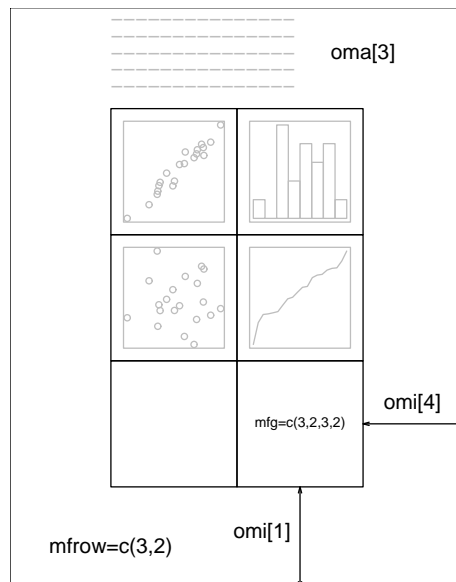 oma[3]
omi[4]
mfg=c(3,2,3,2)
omi[1]
mfrow=c(3,2)